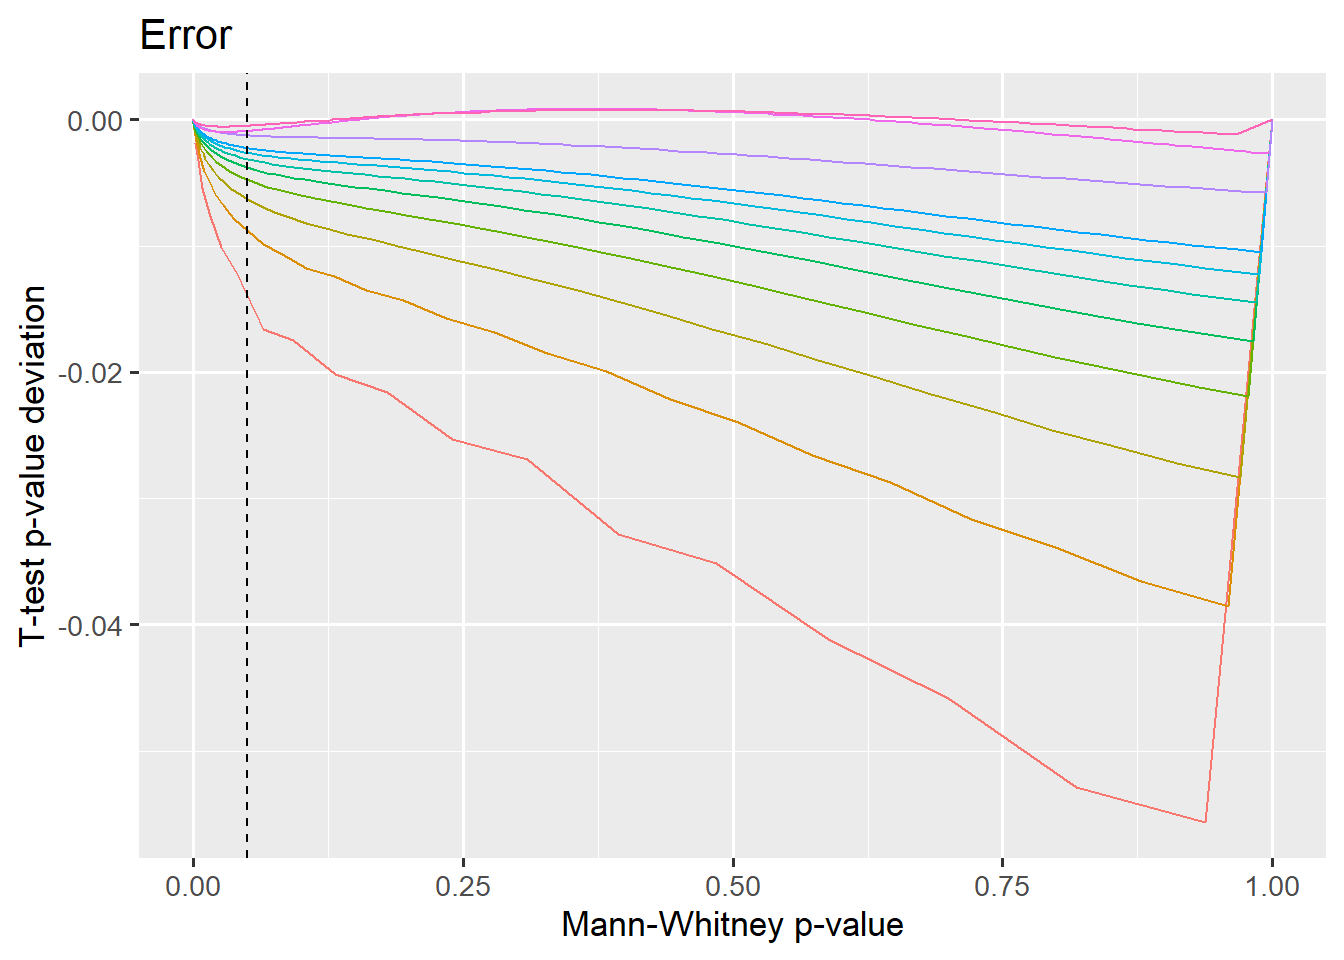 Error
0.00
-0.02
-0.04
T-test p-value deviation
0.00 0.25 0.50 0.75 1.00
Mann-Whitney p-value